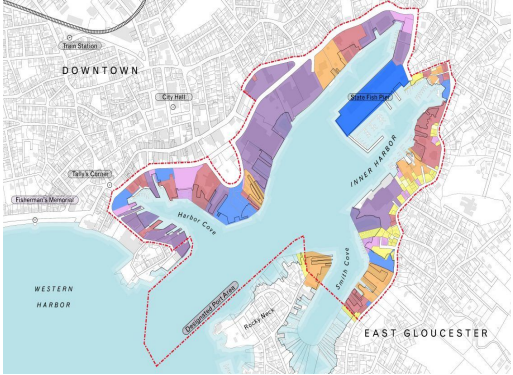 Train Station
DOWNTOWN
City Hall
State Fish Pier
INNER HARBOR
Tally's Corner
Fisherman's Memorial
Harbor Cove
WESTERN
HARBOR
Designated Port Area
Smith Cove
Rocky Neck
EAST GLOUCESTER